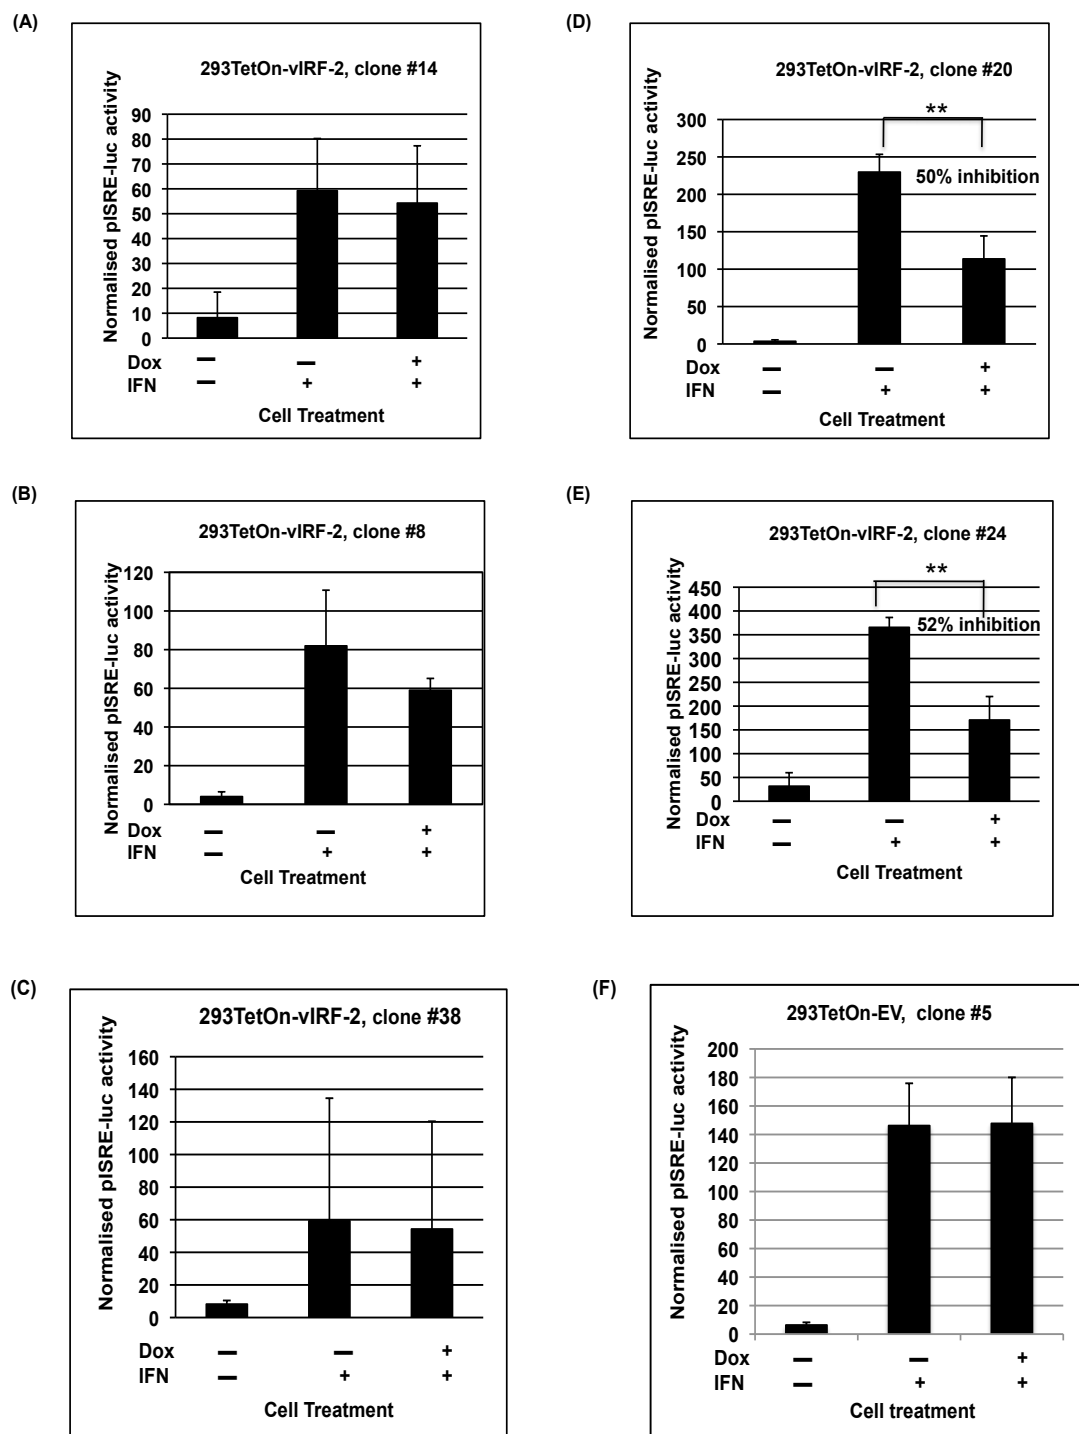 (A)
293TetOn-vIRF-2, clone #14
Normalised pISRE-luc activity
90
80
70
60
50
40
30
20
10
0
Dox — — +
IFN — + +
Cell Treatment
(B)
293TetOn-vIRF-2, clone #8
Normalised pISRE-luc activity
120
100
80
60
40
20
0
Dox — — +
IFN — + +
Cell Treatment
(C)
293TetOn-vIRF-2, clone #38
Normalised pISRE-luc activity
160
140
120
100
80
60
40
20
0
Dox — — +
IFN — + +
Cell Treatment
(D)
293TetOn-vIRF-2, clone #20
Normalised pISRE-luc activity
**
50% inhibition
300
250
200
150
100
50
0
Dox — — +
IFN — + +
Cell Treatment
(E)
293TetOn-vIRF-2, clone #24
Normalised pISRE-luc activity
**
52% inhibition
450
400
350
300
250
200
150
100
50
0
Dox — — +
IFN — + +
Cell Treatment
(F)
293TetOn-EV, clone #5
Normalised pISRE-luc activity
200
180
160
140
120
100
80
60
40
20
0
Dox — — +
IFN — + +
Cell treatment